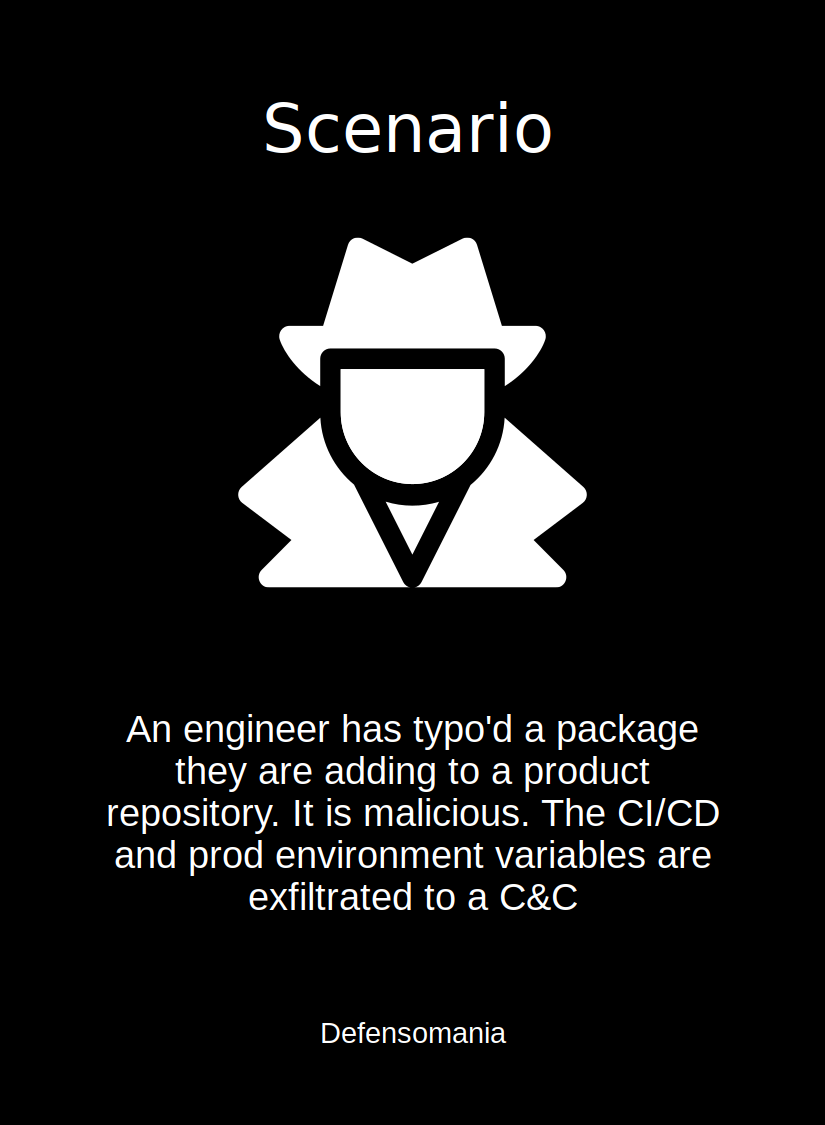 Scenario
An engineer has typo'd a package
they are adding to a product
repository. It is malicious. The CI/CD
and prod environment variables are
exfiltrated to a C&C
Defensomania